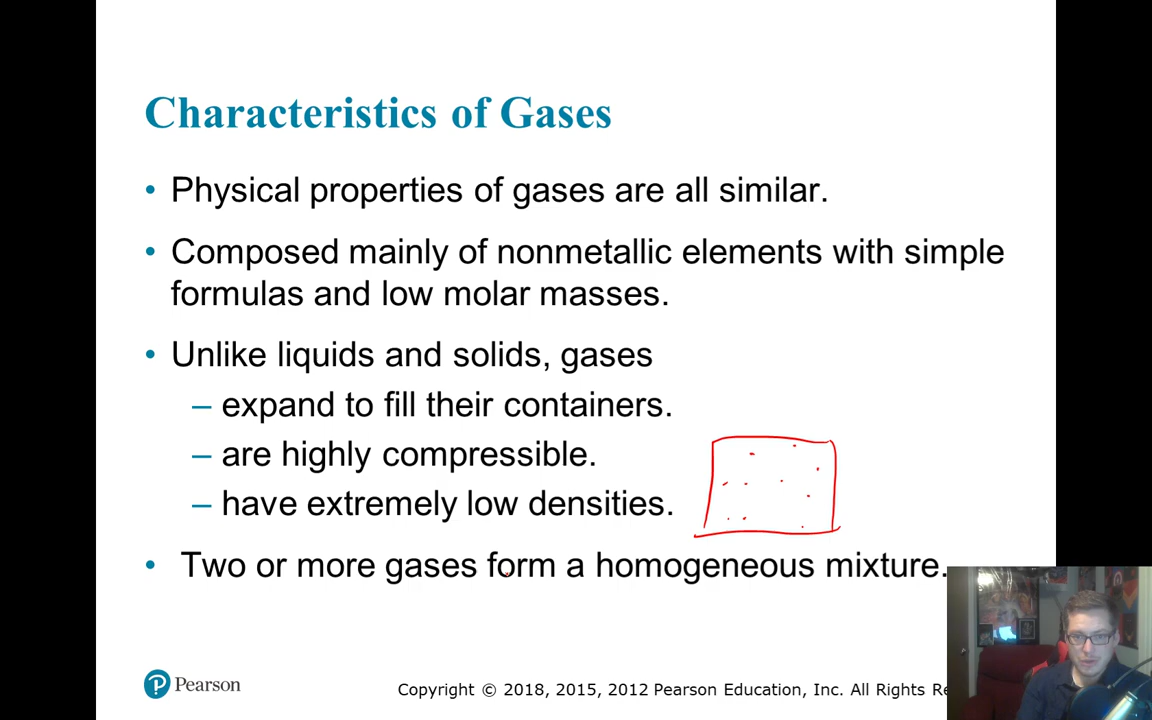 Characteristics of Gases
• Physical properties of gases are all similar.
• Composed mainly of nonmetallic elements with simple
formulas and low molar masses.
• Unlike liquids and solids, gases
– expand to fill their containers.
– are highly compressible.
– have extremely low densities.
• Two or more gases form a homogeneous mixture.
P Pearson
Copyright © 2018, 2015, 2012 Pearson Education, Inc. All Rights